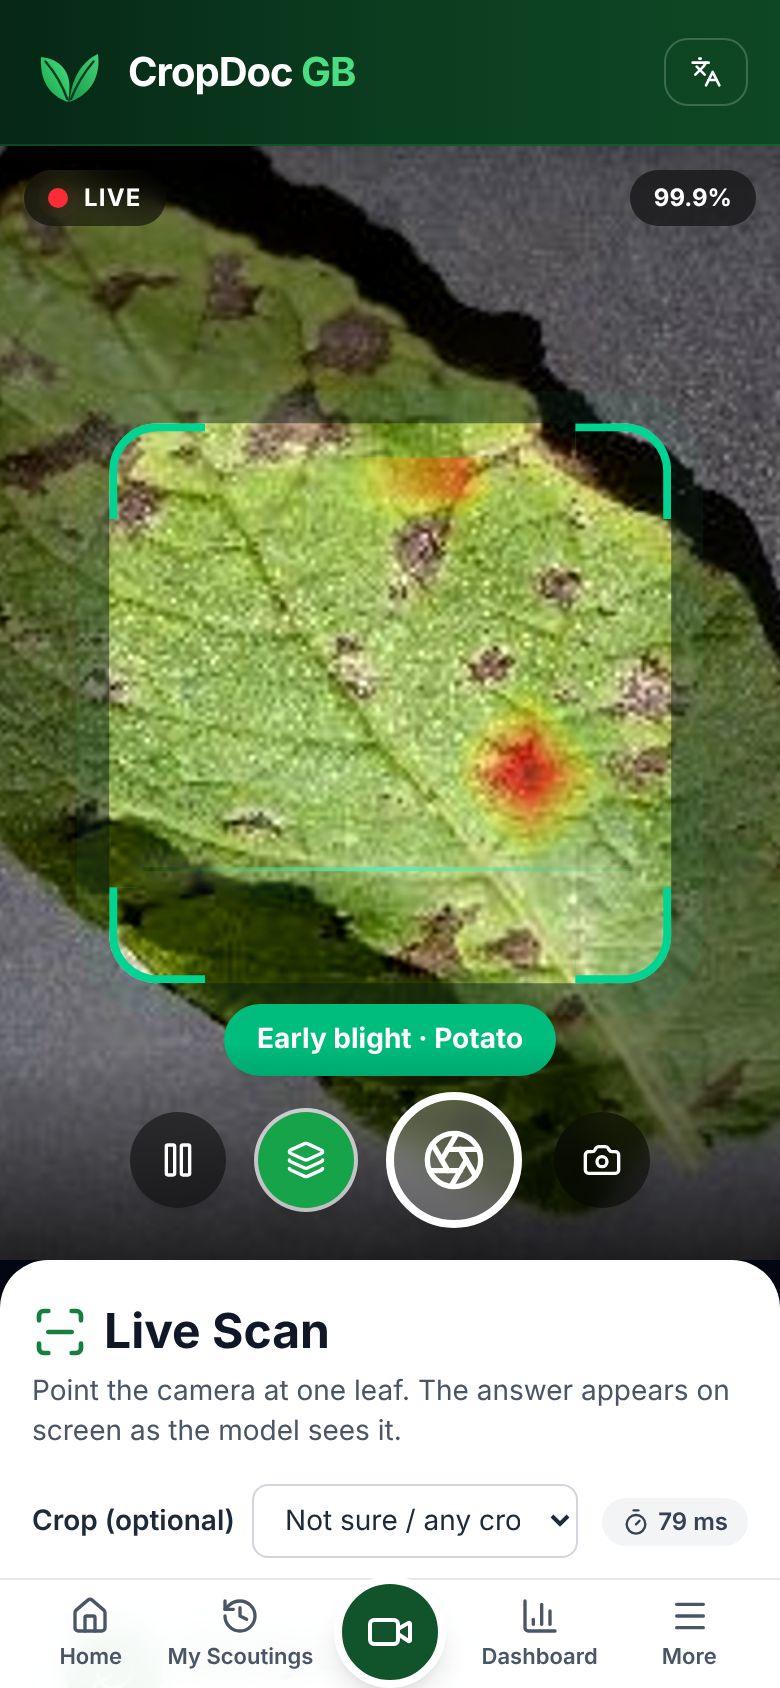 CropDoc GB
LIVE
99.9%
Early blight · Potato
Live Scan
Point the camera at one leaf. The answer appears on
screen as the model sees it.
Crop (optional)
Not sure / any cro
79 ms
Home
My Scoutings
Dashboard
More